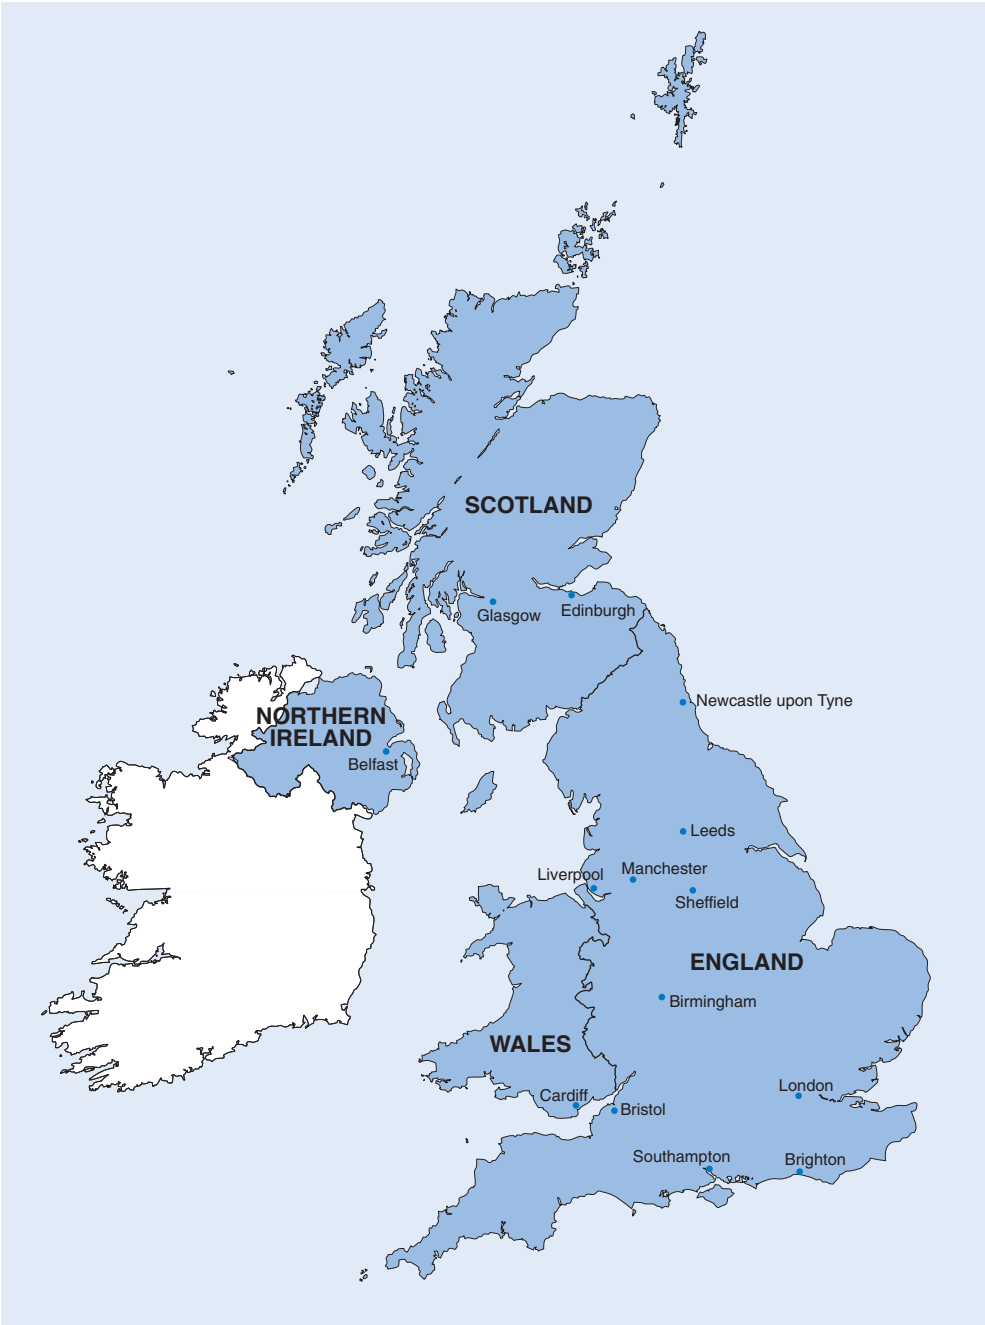 SCOTLAND
Edinburgh
Glasgow
Newcastle upon Tyne
NORTHERN
IRELAND
Belfast
Leeds
Manchester
Liverpool
Sheffield
ENGLAND
Birmingham
WALES
London
Cardiff
Bristol
Southampton
Brighton